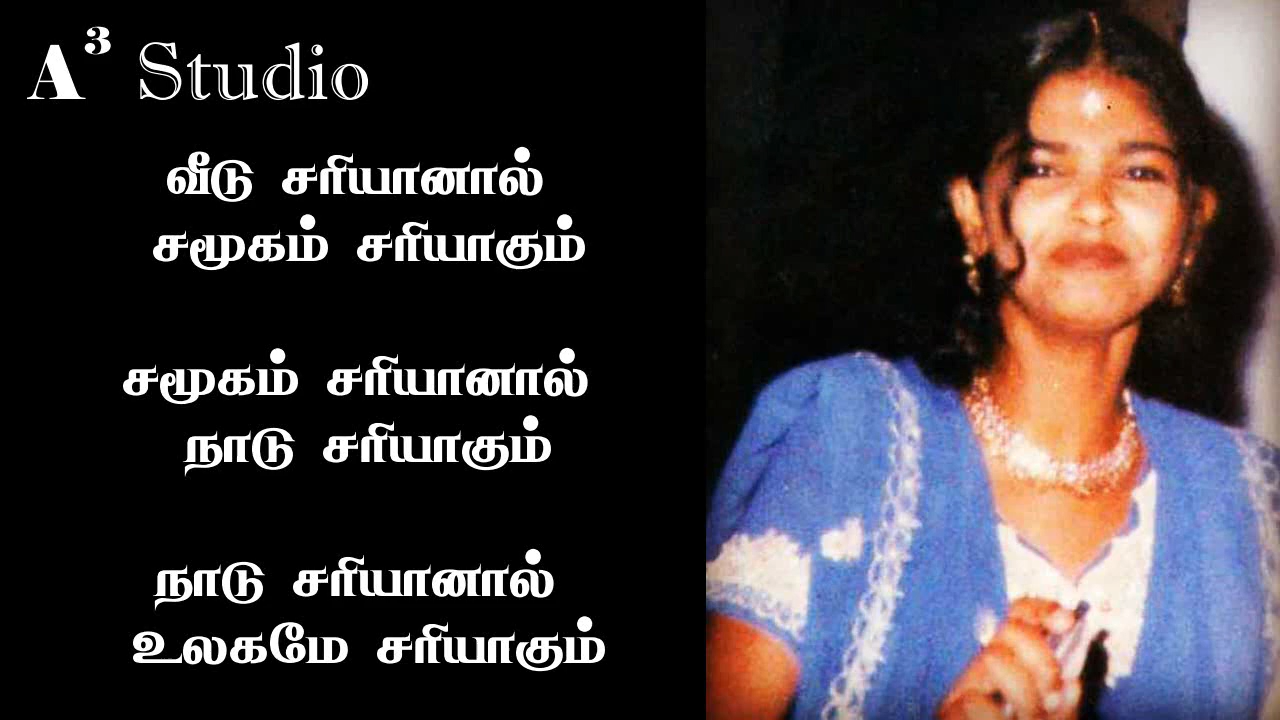 A³ Studio
வீடு சரியானால்
சமூகம் சரியாகும்
சமூகம் சரியானால்
நாடு சரியாகும்
நாடு சரியானால்
உலகமே சரியாகும்